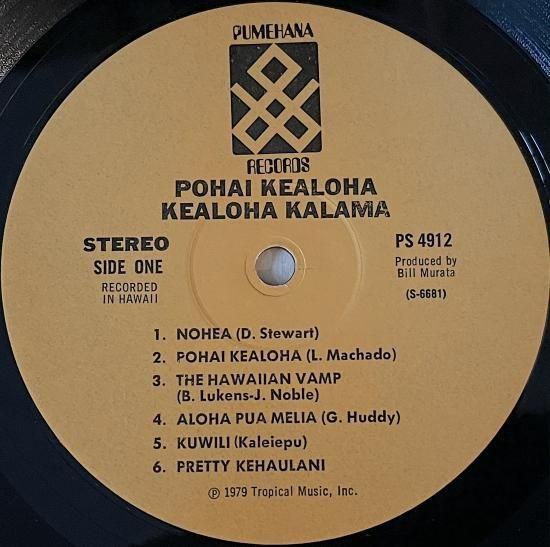 PUMEHANA
RECORDS
POHAI KEALOHA
KEALOHA KALAMA
STEREO
SIDE ONE
RECORDED
IN HAWAII
PS 4912
Produced by
Bill Murata
(S-6681)
1. NOHEA (D. Stewart)
2. POHAI KEALOHA (L. Machado)
3. THE HAWAIIAN VAMP
(B. Lukens-J. Noble)
4. ALOHA PUA MELIA (G. Huddy)
5. KUWILI (Kaleiepu)
6. PRETTY KEHAULANI
℗ 1979 Tropical Music, Inc.